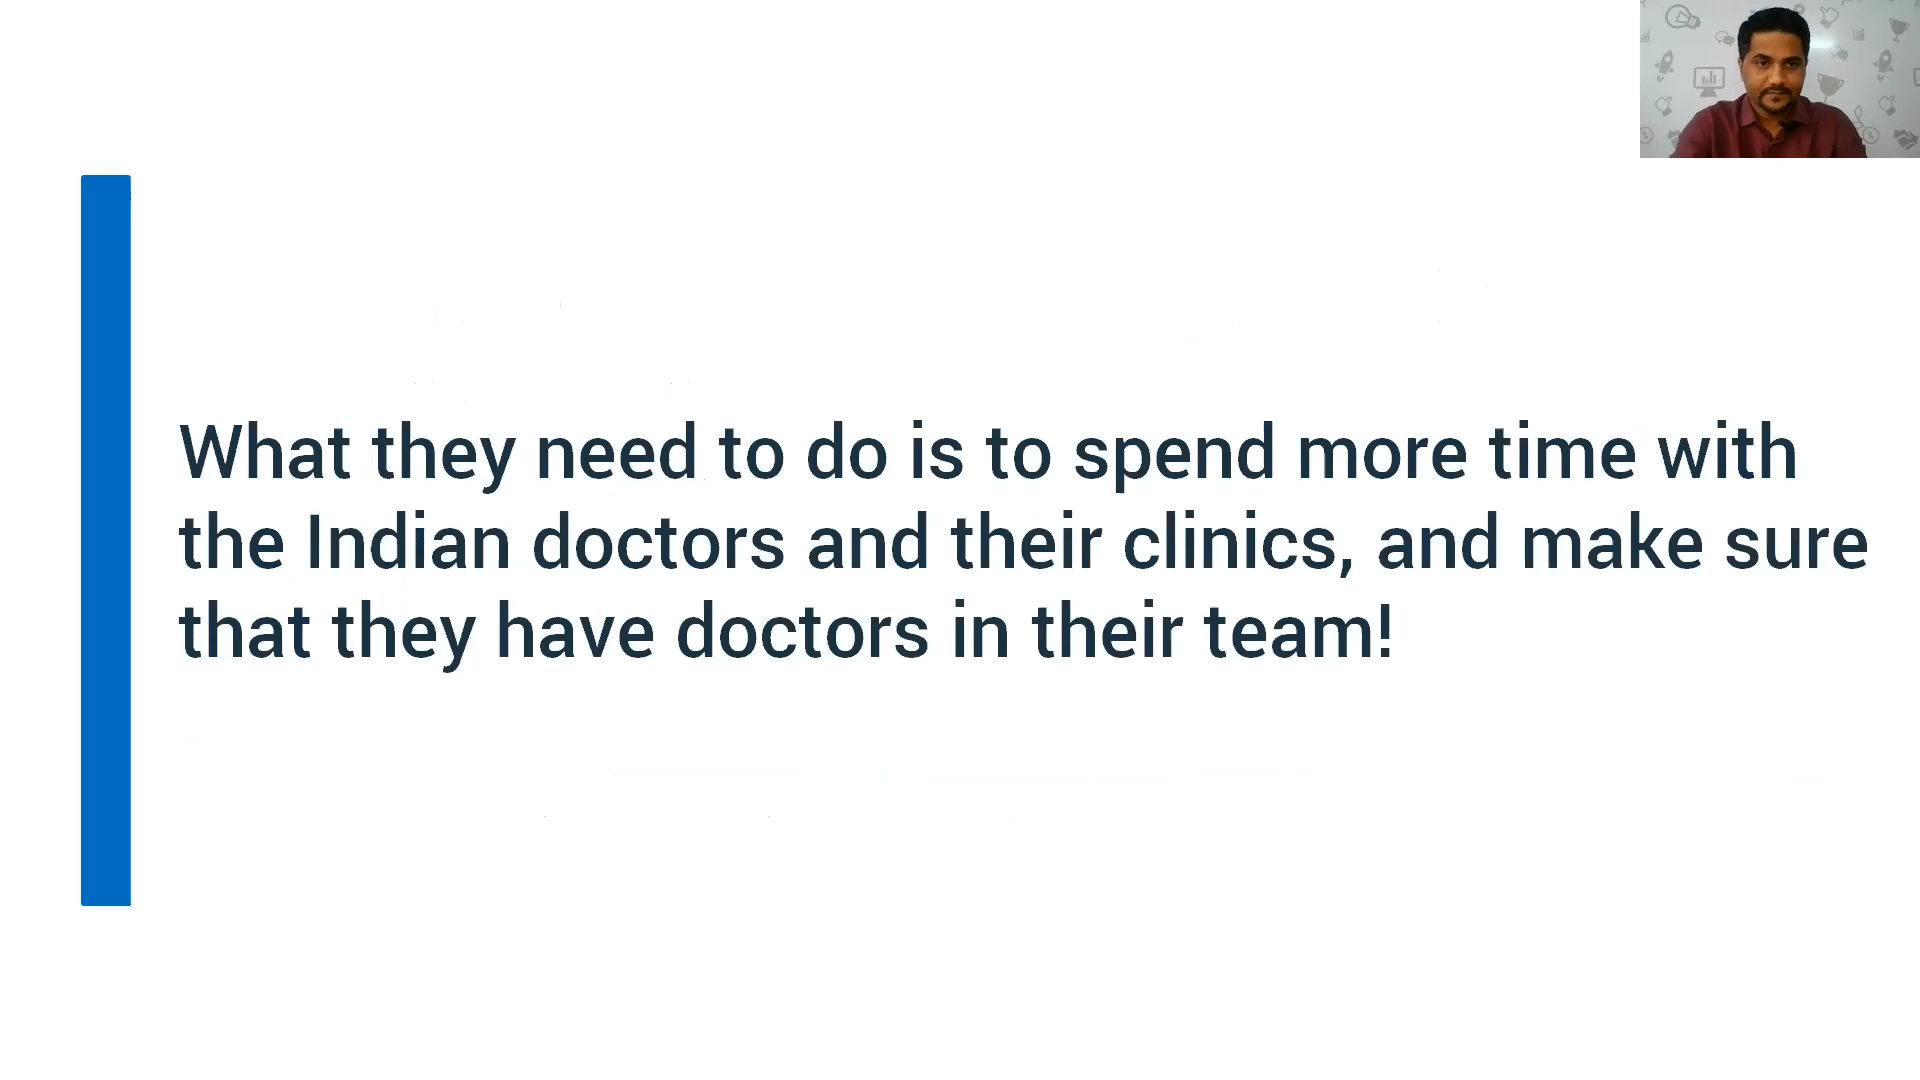 What they need to do is to spend more time with
the Indian doctors and their clinics, and make sure
that they have doctors in their team!